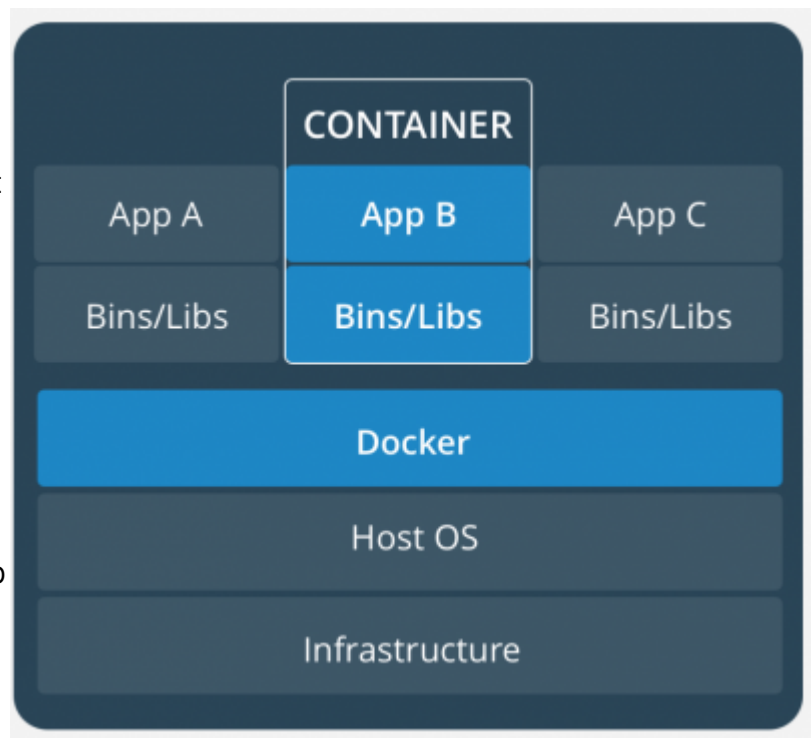 CONTAINER
App A
App B
App C
Bins/Libs
Bins/Libs
Bins/Libs
Docker
Host OS
Infrastructure